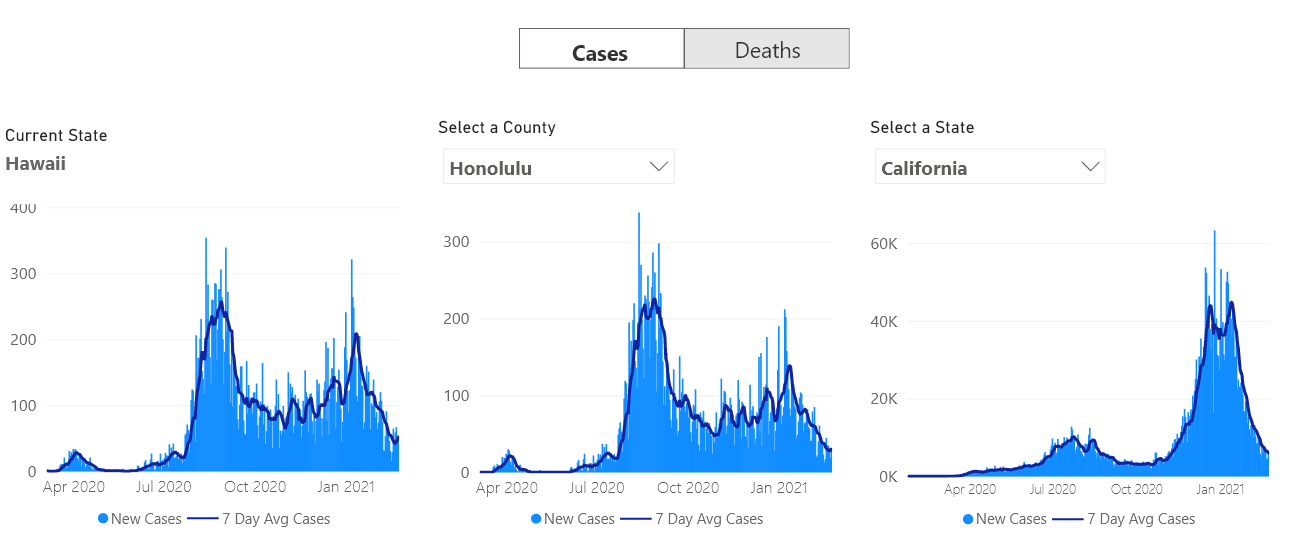 Cases Deaths
Current State
Hawaii
400
300
200
100
0
Apr 2020 Jul 2020 Oct 2020 Jan 2021
New Cases 7 Day Avg Cases
Select a County
Honolulu
300
200
100
0
Apr 2020 Jul 2020 Oct 2020 Jan 2021
New Cases 7 Day Avg Cases
Select a State
California
60K
40K
20K
0K
Apr 2020 Jul 2020 Oct 2020 Jan 2021
New Cases 7 Day Avg Cases